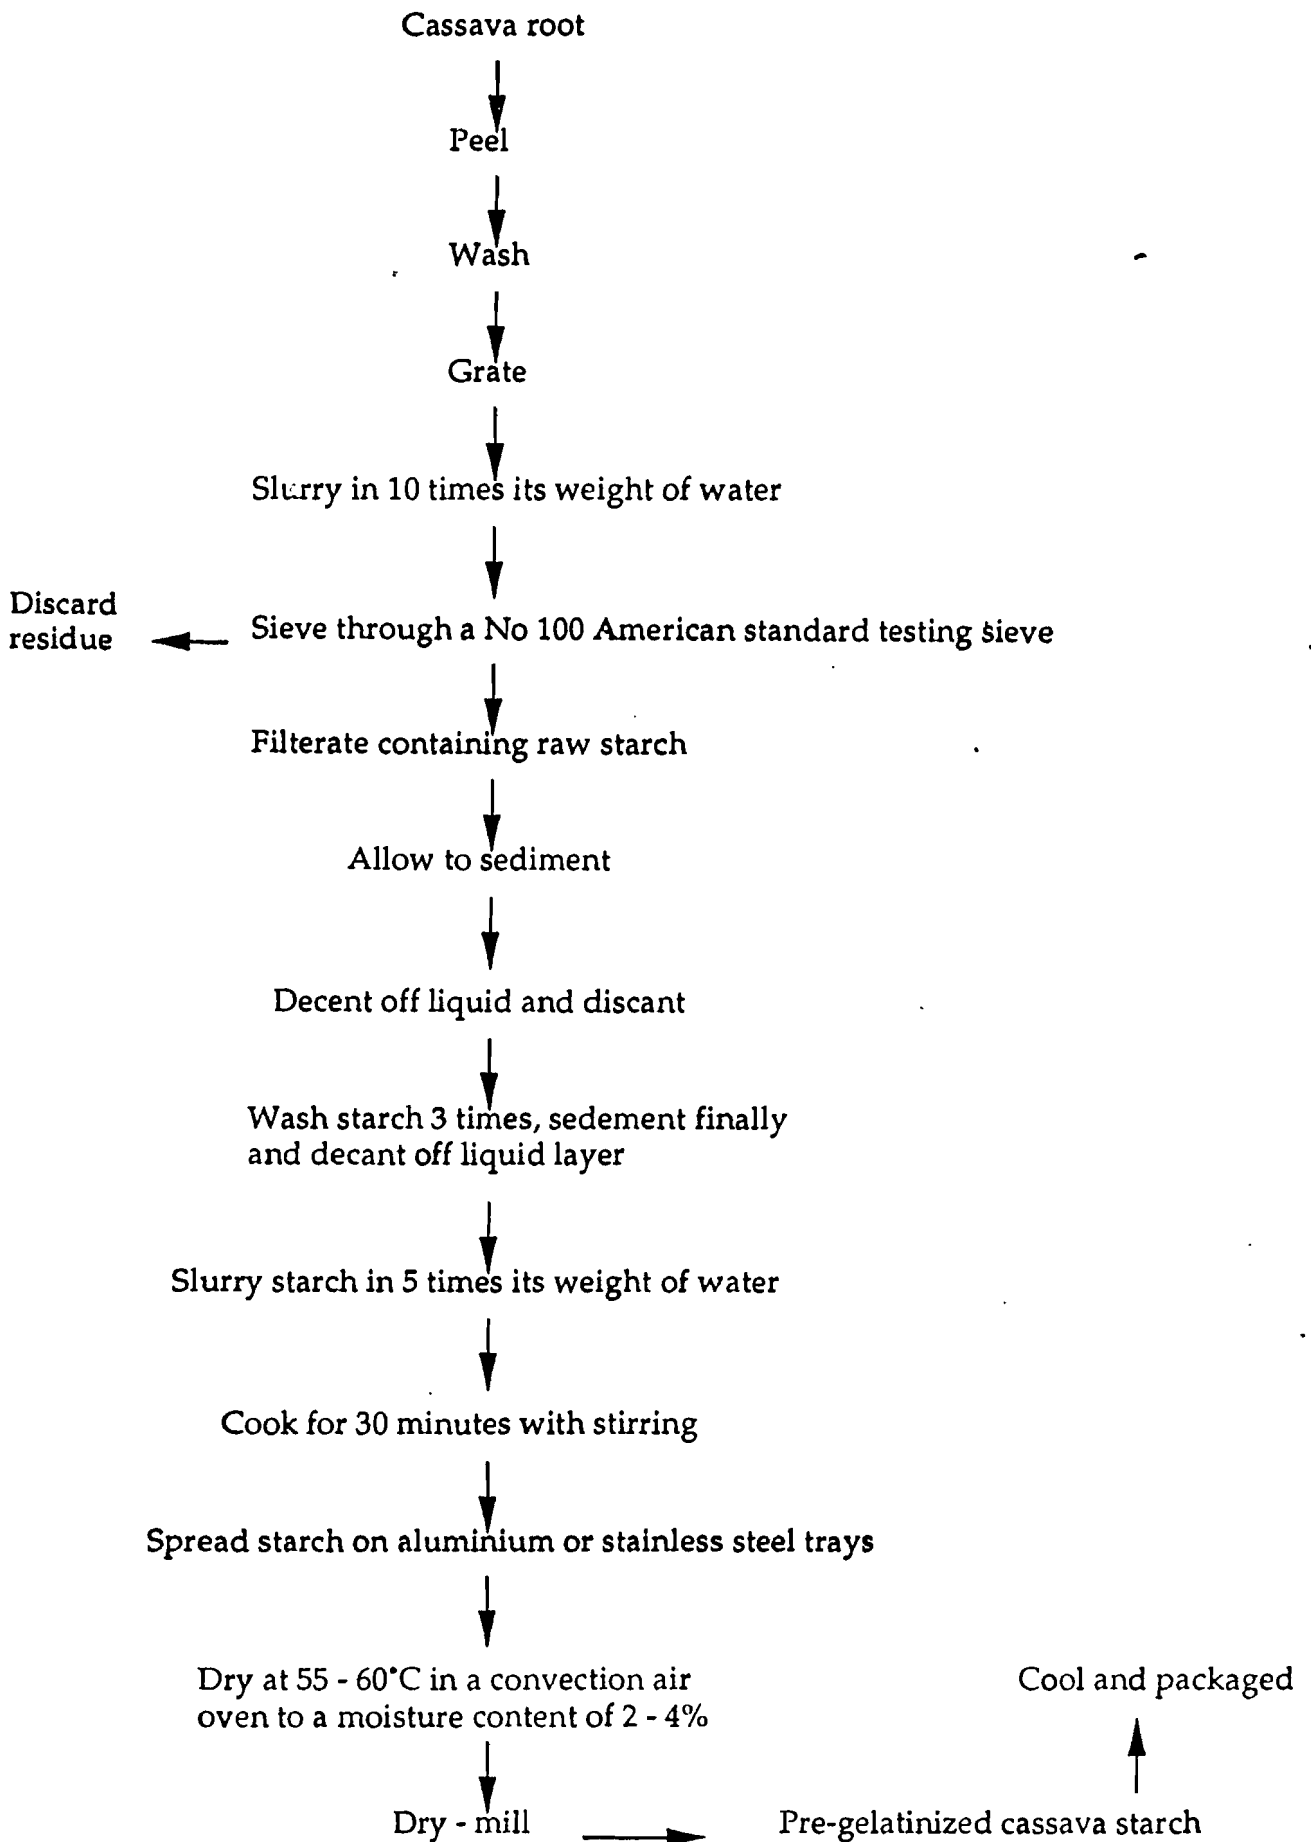 Cassava root
Peel
Wash
Grate
Slurry in 10 times its weight of water
Discard
residue
Sieve through a No 100 American standard testing sieve
Filterate containing raw starch
Allow to sediment
Decent off liquid and discant
Wash starch 3 times, sedement finally
and decant off liquid layer
Slurry starch in 5 times its weight of water
Cook for 30 minutes with stirring
Spread starch on aluminium or stainless steel trays
Dry at 55 - 60°C in a convection air
oven to a moisture content of 2 - 4%
Cool and packaged
Dry - mill
Pre-gelatinized cassava starch